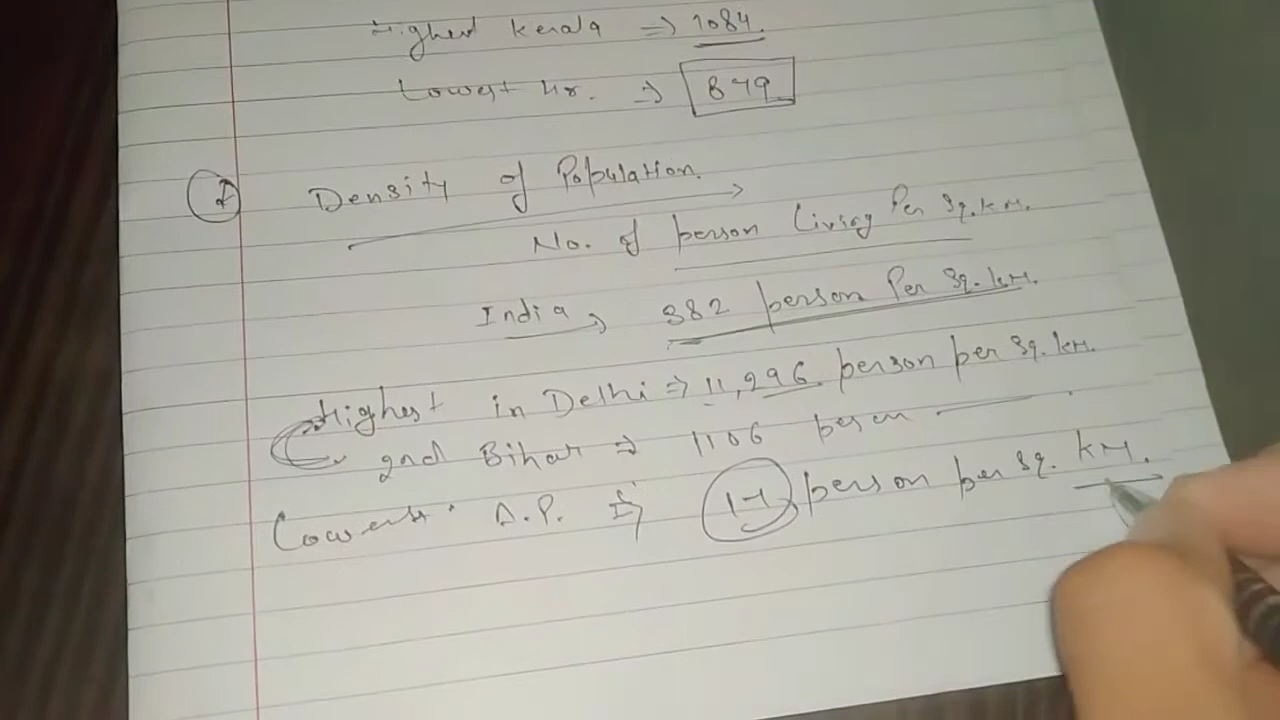 Highest Kerala ⇒ 1084.
Lowest Hr. ⇒ 879
2 Density of Population.
No. of person Living Per Sq.km.
India → 382 person Per Sq.km.
Highest in Delhi ⇒ 11,296 person per Sq.km.
2nd Bihar ⇒ 1106 person
Lowest A.P. ⇒ 17 person per Sq. km.